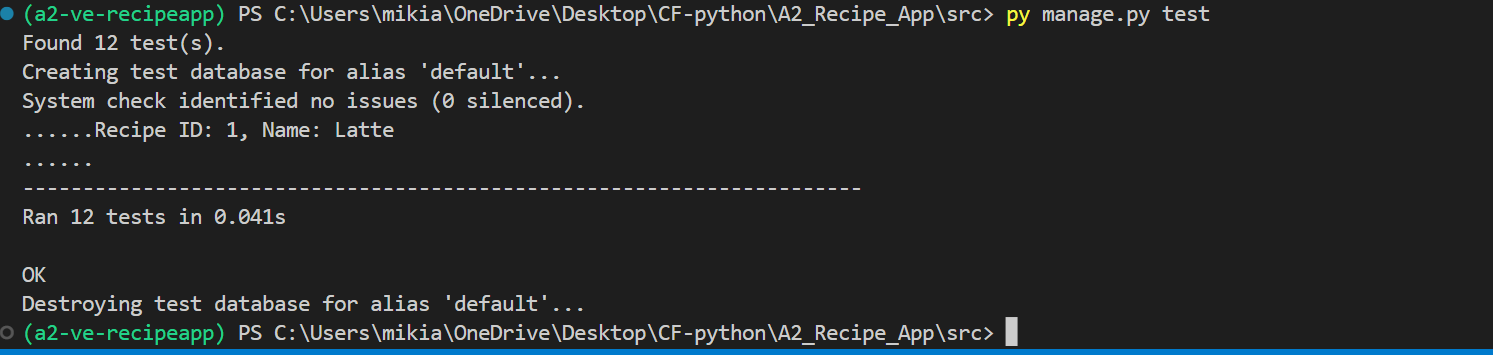 (a2-ve-recipeapp) PS C:\Users\mikia\OneDrive\Desktop\CF-python\A2_Recipe_App\src> py manage.py test
Found 12 test(s).
Creating test database for alias 'default'...
System check identified no issues (0 silenced).
......Recipe ID: 1, Name: Latte
......
----------------------------------------------------------------------
Ran 12 tests in 0.041s
OK
Destroying test database for alias 'default'...
(a2-ve-recipeapp) PS C:\Users\mikia\OneDrive\Desktop\CF-python\A2_Recipe_App\src>